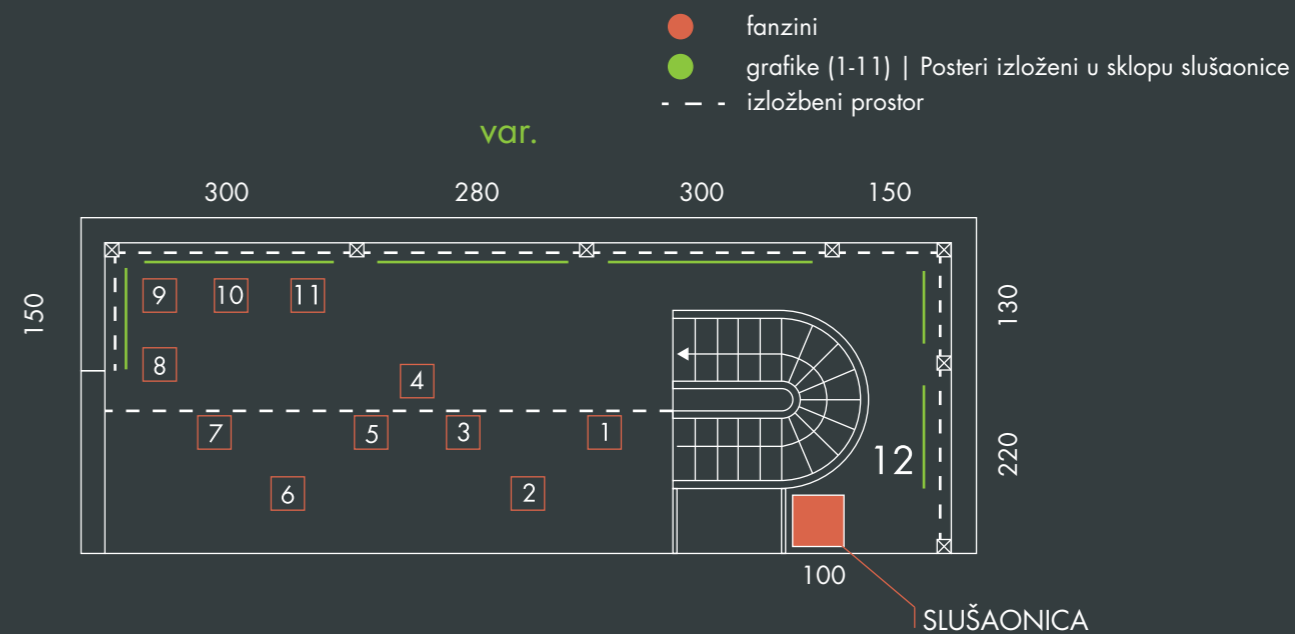 fanzini
grafike (1-11) | Posteri izloženi u sklopu slušaonice
izložbeni prostor
var.
300 280 300 150
150
9 10 11
130
8
4
7 5 3 1
12
220
6 2
100
SLUŠAONICA